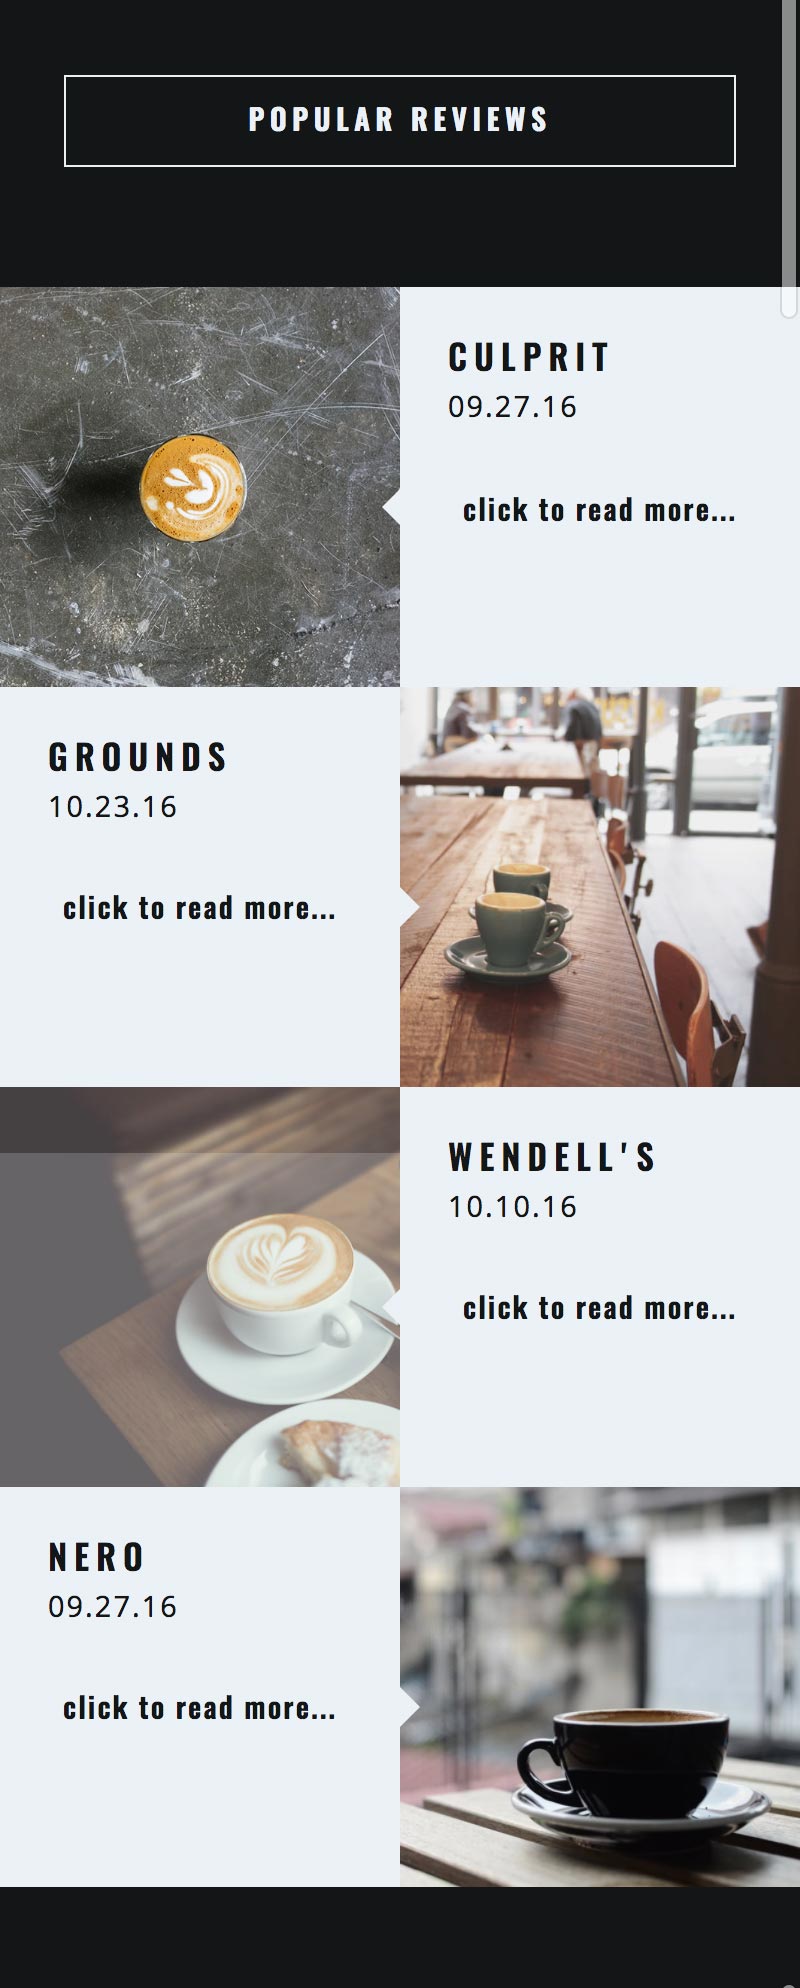 POPULAR REVIEWS
CULPRIT
09.27.16
click to read more...
GROUNDS
10.23.16
click to read more...
WENDELL'S
10.10.16
click to read more...
NERO
09.27.16
click to read more...